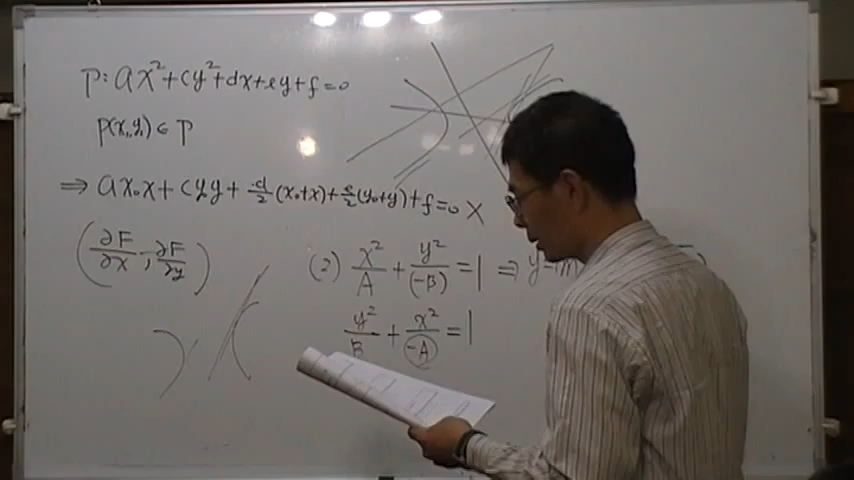 P: ax²+cy²+dx+ey+f=0
P(x₀,y₀)∈P
⇒ ax₀x+cy₀y+d/2(x₀+x)+e/2(y₀+y)+f=0 X
(∂F/∂x, ∂F/∂y)
(2) x²/A + y²/(-B) =1 ⇒ y=m
y²/B + x²/-A =1